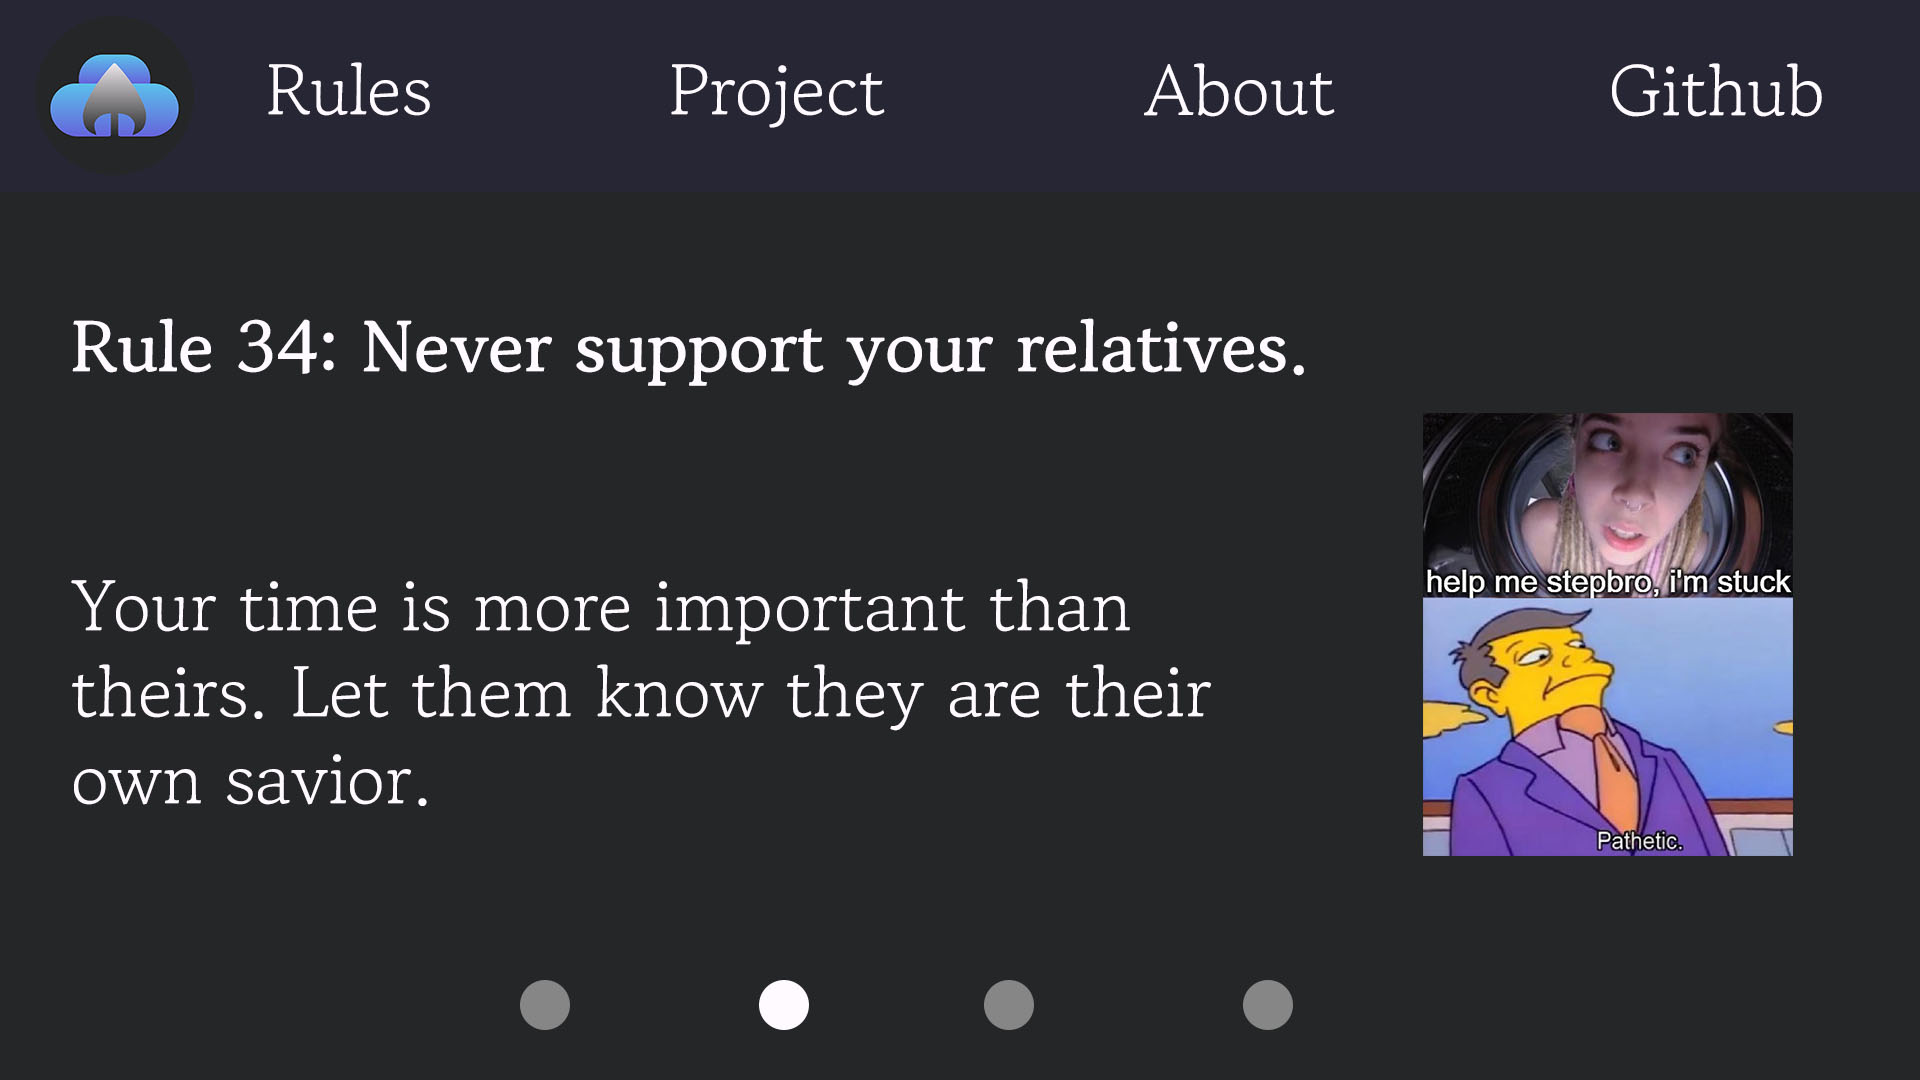 Rules
Project
About
Github
Rule 34: Never support your relatives.
Your time is more important than
theirs. Let them know they are their
own savior.
help me stepbro, i'm stuck
Pathetic.